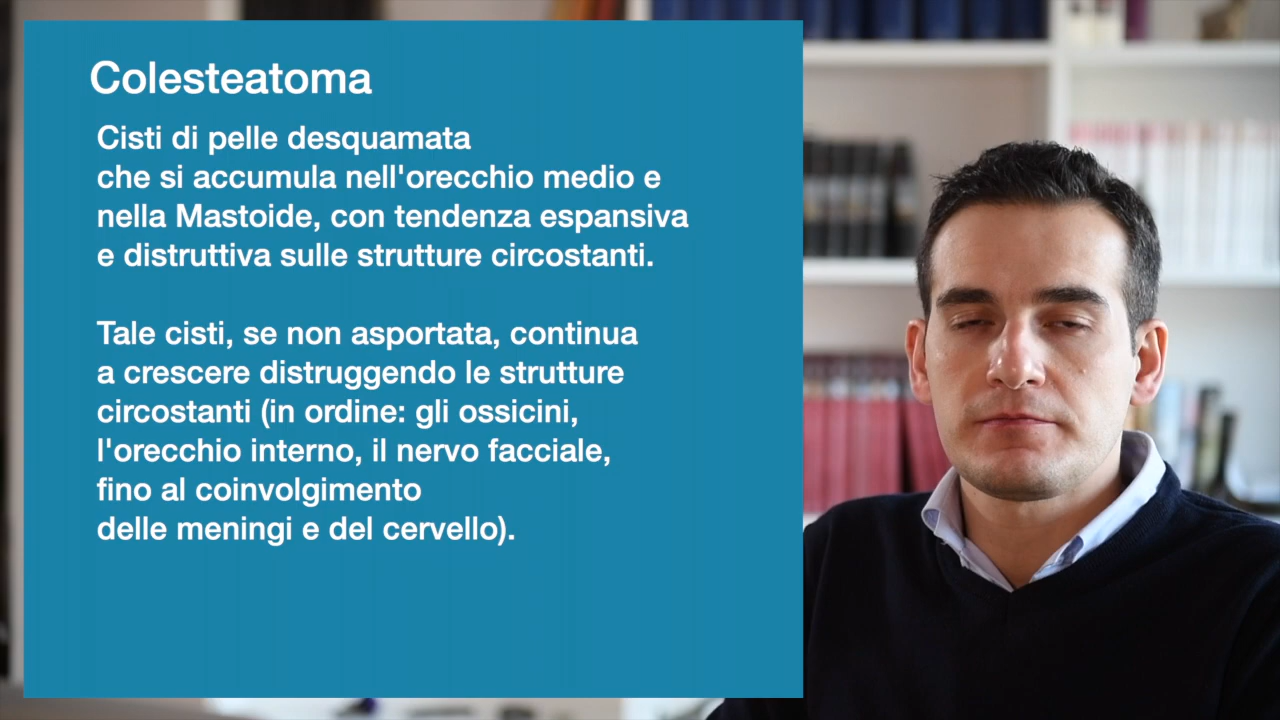 Colesteatoma
Cisti di pelle desquamata
che si accumula nell'orecchio medio e
nella Mastoide, con tendenza espansiva
e distruttiva sulle strutture circostanti.
Tale cisti, se non asportata, continua
a crescere distruggendo le strutture
circostanti (in ordine: gli ossicini,
l'orecchio interno, il nervo facciale,
fino al coinvolgimento
delle meningi e del cervello).